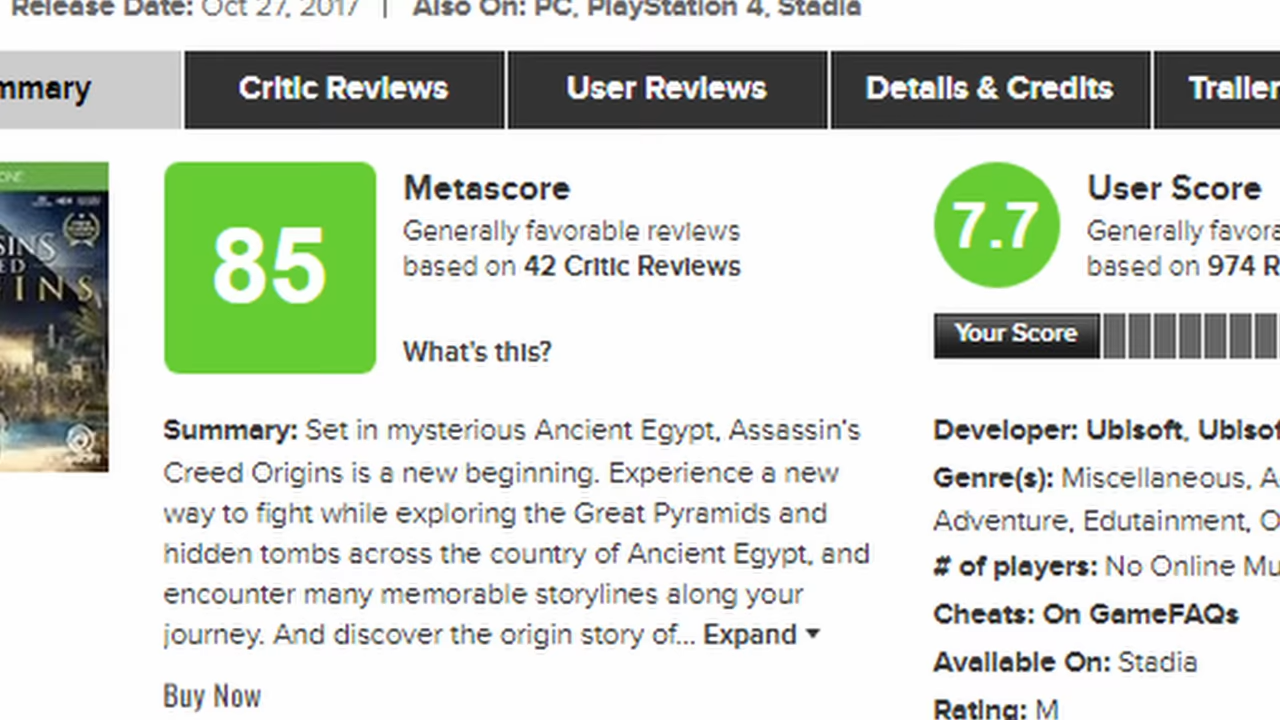 Release Date: Oct 27, 2017 | Also On: PC, PlayStation 4, Stadia
mmary
Critic Reviews
User Reviews
Details & Credits
Trailer
ONE
SINS
ED
INS
85
Metascore
Generally favorable reviews
based on 42 Critic Reviews
What's this?
7.7
User Score
Generally favora
based on 974 R
Your Score
Summary: Set in mysterious Ancient Egypt, Assassin's
Creed Origins is a new beginning. Experience a new
way to fight while exploring the Great Pyramids and
hidden tombs across the country of Ancient Egypt, and
encounter many memorable storylines along your
journey. And discover the origin story of... Expand
Buy Now
Developer: Ubisoft, Ubisof
Genre(s): Miscellaneous, A
Adventure, Edutainment, O
# of players: No Online Mu
Cheats: On GameFAQs
Available On: Stadia
Rating: M